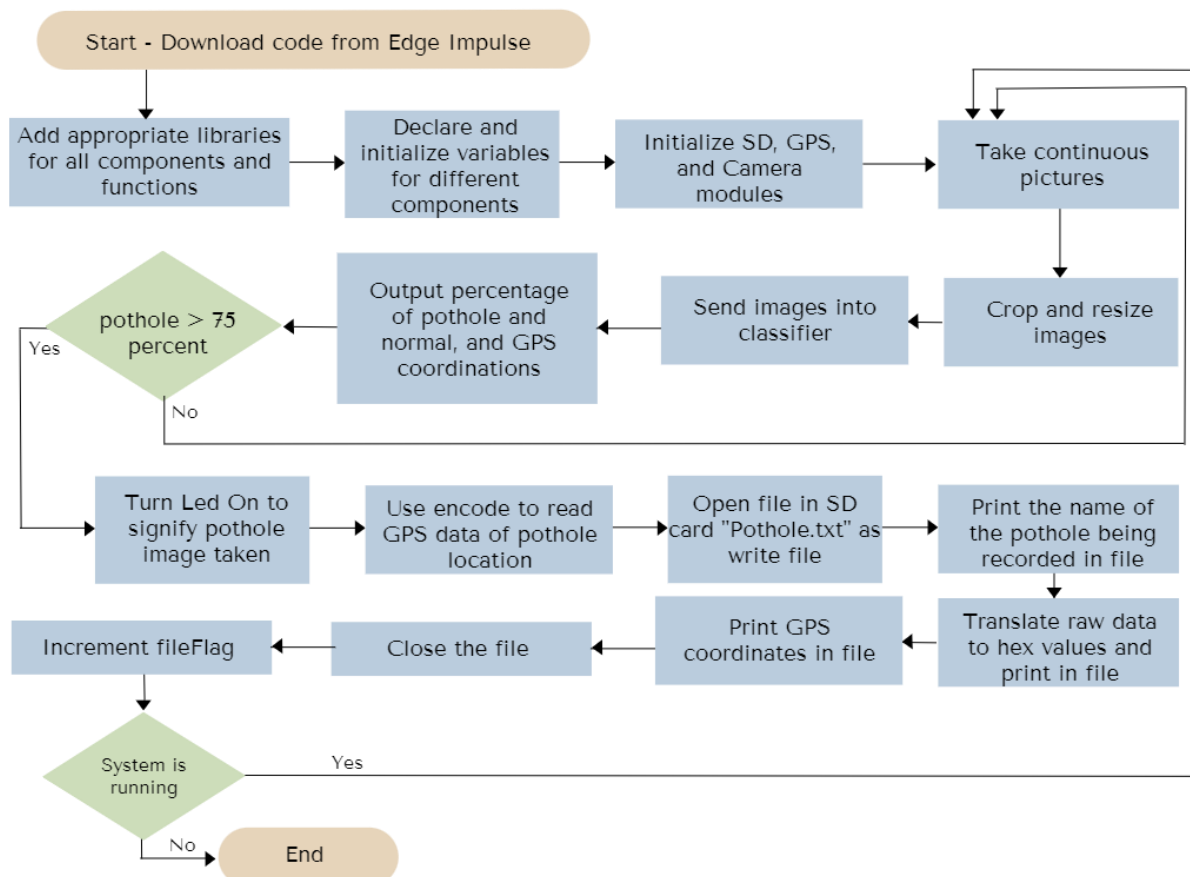 Start - Download code from Edge Impulse
Add appropriate libraries
for all components and
functions
Declare and
initialize variables
for different
components
Initialize SD, GPS,
and Camera
modules
Take continuous
pictures
pothole > 75
percent
Output percentage
of pothole and
normal, and GPS
coordinations
Send images into
classifier
Crop and resize
images
Yes
No
Turn Led On to
signify pothole
image taken
Use encode to read
GPS data of pothole
location
Open file in SD
card "Pothole.txt" as
write file
Print the name of
the pothole being
recorded in file
Increment fileFlag
Close the file
Print GPS
coordinates in file
Translate raw data
to hex values and
print in file
System is
running
Yes
No
End